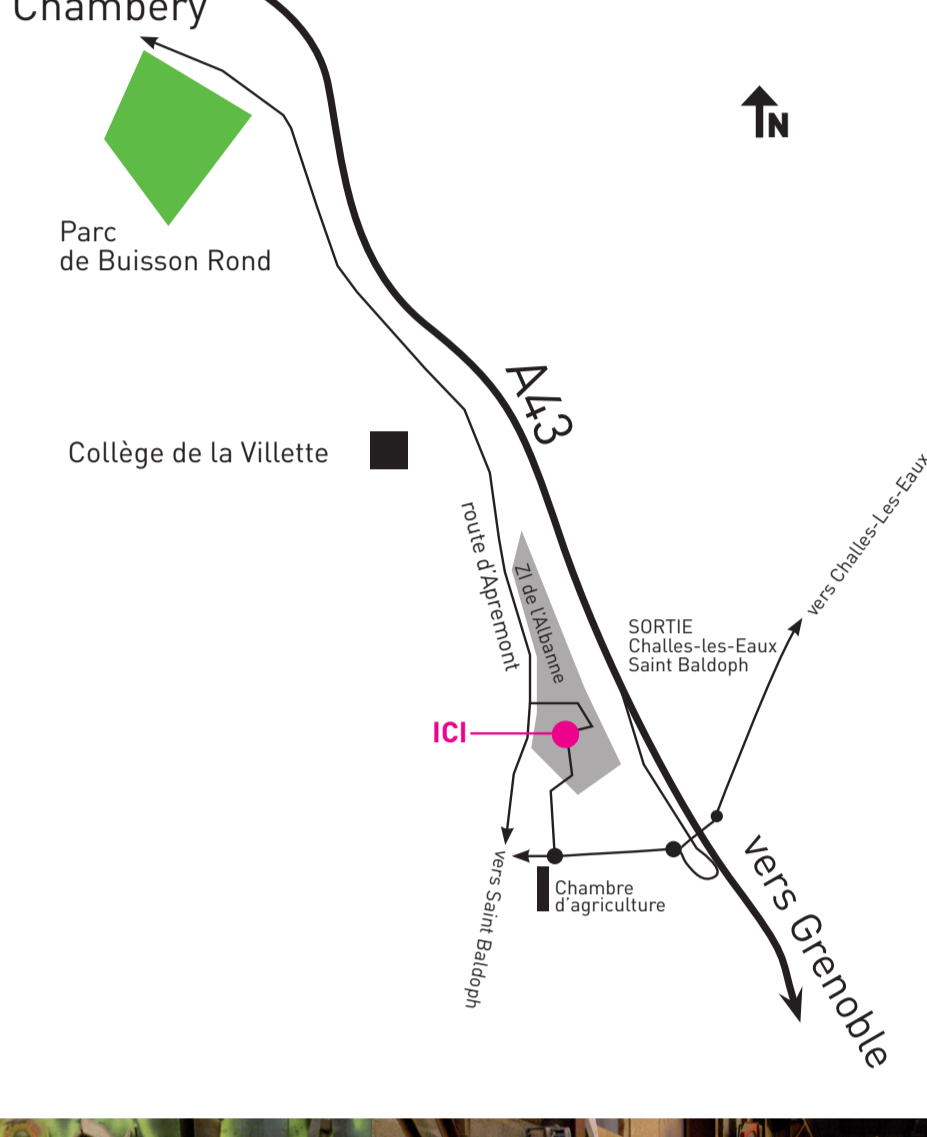 Chambéry
N
Parc
de Buisson Rond
A43
Collège de la Villette
vers Challes-Les-Eaux
route d'Apremont
ZI de l'Albanne
SORTIE
Challes-les-Eaux
Saint Baldoph
ICI
vers Grenoble
vers Saint Baldoph
Chambre
d'agriculture